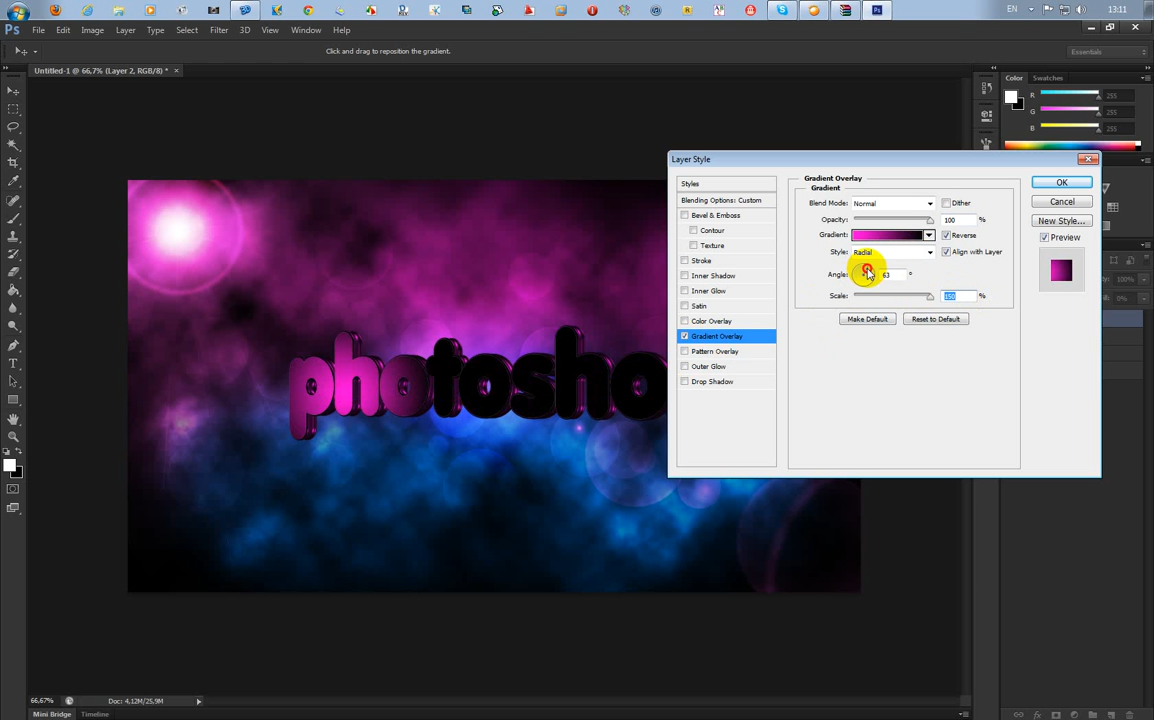 EN 13:11
Ps File Edit Image Layer Type Select Filter 3D View Window Help
Click and drag to reposition the gradient. Essentials
Untitled-1 @ 66,7% (Layer 2, RGB/8) * ×
Color Swatches
R 255
G 255
B 255
Layer Style
Styles
Blending Options: Custom
Bevel & Emboss
Contour
Texture
Stroke
Inner Shadow
Inner Glow
Satin
Color Overlay
Gradient Overlay
Pattern Overlay
Outer Glow
Drop Shadow
Gradient Overlay
Gradient
Blend Mode: Normal Dither
Opacity: 100 %
Gradient: Reverse
Style: Radial Align with Layer
Angle: 63 °
Scale: 150 %
Make Default Reset to Default
OK
Cancel
New Style...
Preview
photosho
66,67% Doc: 4,12M/25,9M
Mini Bridge Timeline